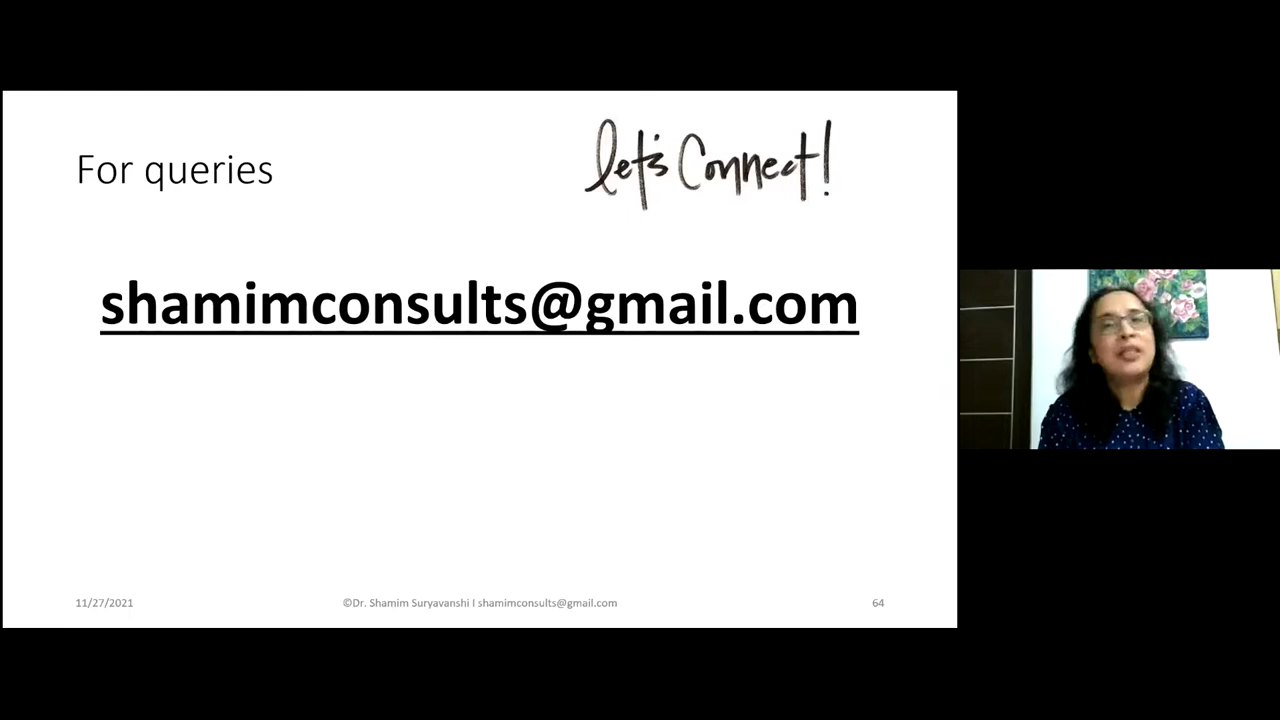 For queries
let's Connect!
shamimconsults@gmail.com
11/27/2021
©Dr. Shamim Suryavanshi I shamimconsults@gmail.com
64